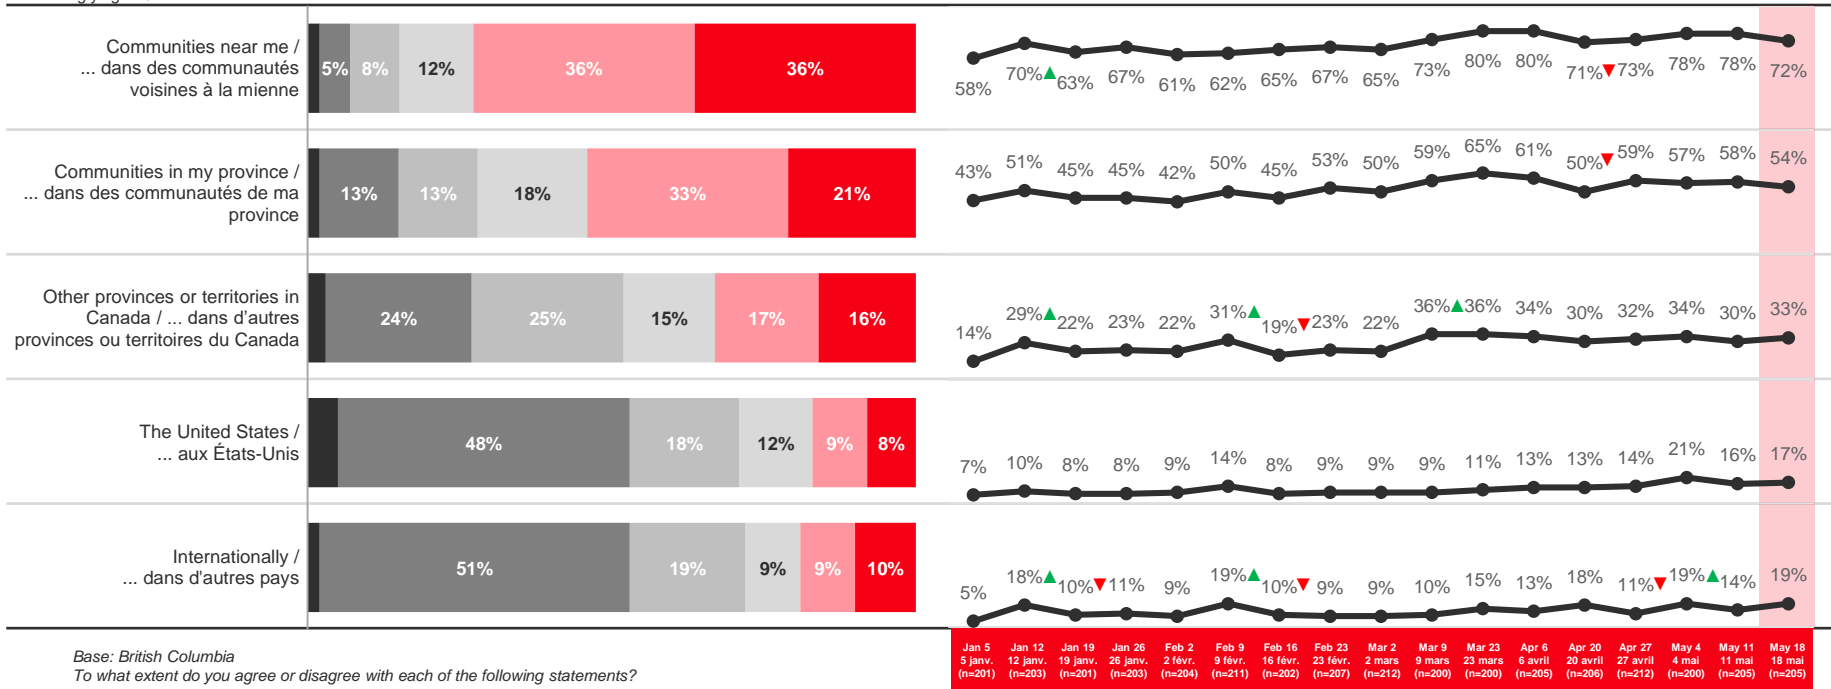 Communities near me /
... dans des communautés
voisines à la mienne
5% 8% 12% 36% 36%
58% 70% 63% 67% 61% 62% 65% 67% 65% 73% 80% 80% 71% 73% 78% 78% 72%
Communities in my province /
... dans des communautés de ma
province
13% 13% 18% 33% 21%
43% 51% 45% 45% 42% 50% 45% 53% 50% 59% 65% 61% 50% 59% 57% 58% 54%
Other provinces or territories in
Canada / ... dans d'autres
provinces ou territoires du Canada
24% 25% 15% 17% 16%
14% 29% 22% 23% 22% 31% 19% 23% 22% 36% 36% 34% 30% 32% 34% 30% 33%
The United States /
... aux États-Unis
48% 18% 12% 9% 8%
7% 10% 8% 8% 9% 14% 8% 9% 9% 9% 11% 13% 13% 14% 21% 16% 17%
Internationally /
... dans d'autres pays
51% 19% 9% 9% 10%
5% 18% 10% 11% 9% 19% 10% 9% 9% 10% 15% 13% 18% 11% 19% 14% 19%
Jan 5 Jan 12 Jan 19 Jan 26 Feb 2 Feb 9 Feb 16 Feb 23 Mar 2 Mar 9 Mar 23 Apr 6 Apr 20 Apr 27 May 4 May 11 May 18
5 janv. 12 janv. 19 janv. 26 janv. 2 févr. 9 févr. 16 févr. 23 févr. 2 mars 9 mars 23 mars 6 avril 20 avril 27 avril 4 mai 11 mai 18 mai
(n=201) (n=203) (n=201) (n=203) (n=204) (n=211) (n=202) (n=207) (n=212) (n=200) (n=200) (n=205) (n=206) (n=212) (n=200) (n=205) (n=205)
Base: British Columbia
To what extent do you agree or disagree with each of the following statements?